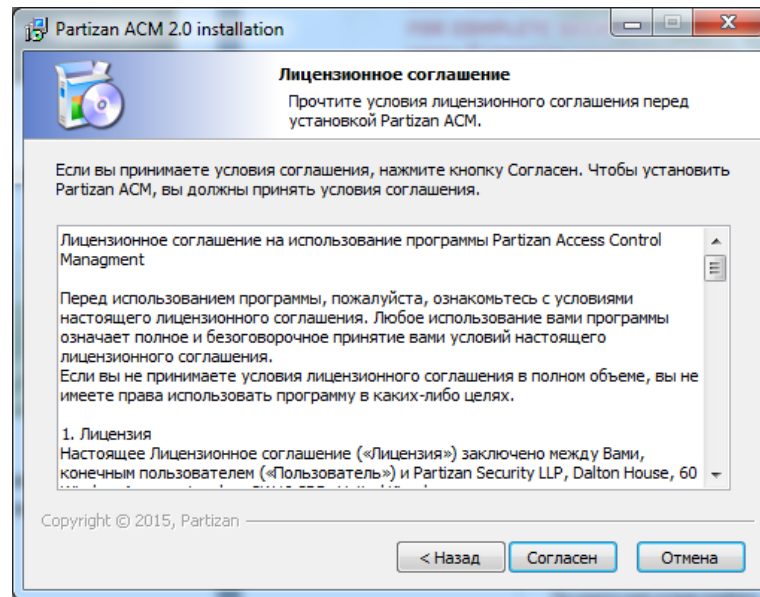 Partizan ACM 2.0 installation
Лицензионное соглашение
Прочтите условия лицензионного соглашения перед
установкой Partizan ACM.
Если вы принимаете условия соглашения, нажмите кнопку Согласен. Чтобы установить
Partizan ACM, вы должны принять условия соглашения.
Лицензионное соглашение на использование программы Partizan Access Control
Managment
Перед использованием программы, пожалуйста, ознакомьтесь с условиями
настоящего лицензионного соглашения. Любое использование вами программы
означает полное и безоговорочное принятие вами условий настоящего
лицензионного соглашения.
Если вы не принимаете условия лицензионного соглашения в полном объеме, вы не
имеете права использовать программу в каких-либо целях.
1. Лицензия
Настоящее Лицензионное соглашение («Лицензия») заключено между Вами,
конечным пользователем («Пользователь») и Partizan Security LLP, Dalton House, 60
Copyright © 2015, Partizan
< Назад
Согласен
Отмена